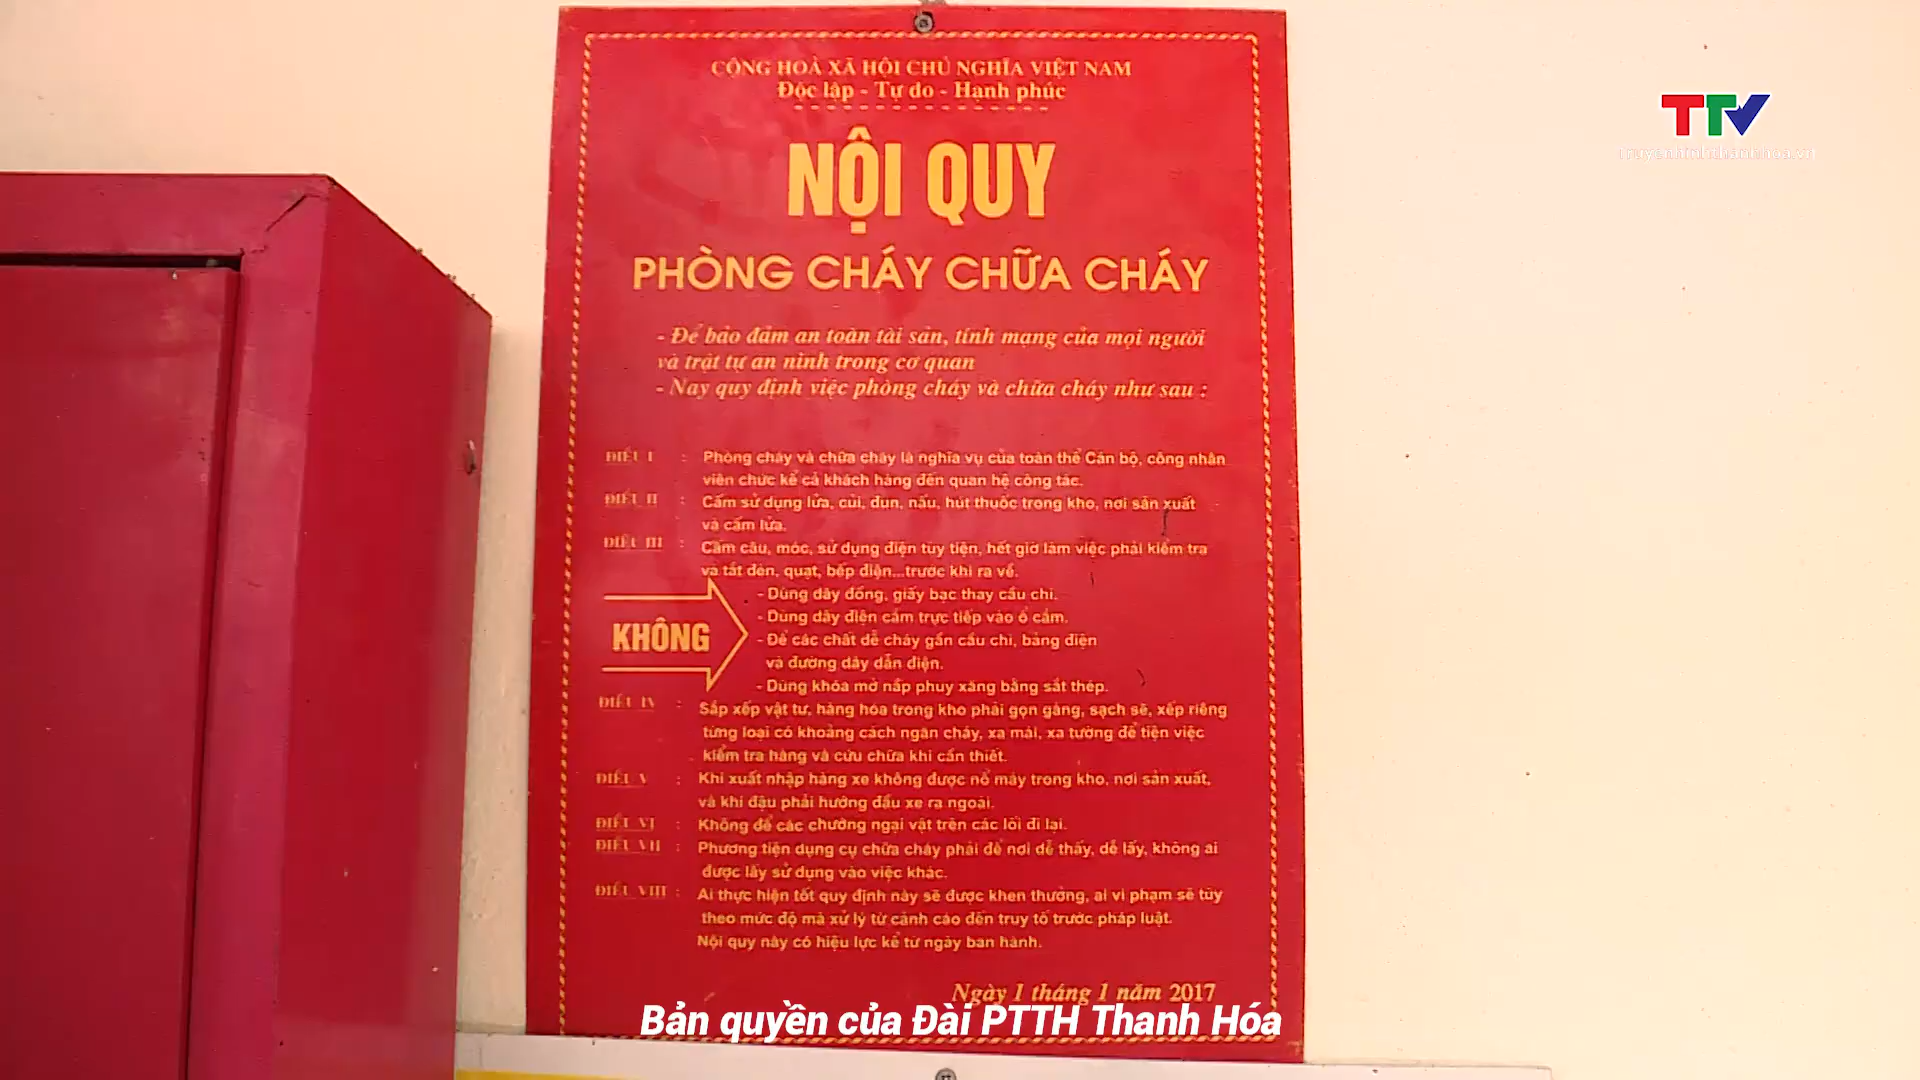 TTV
truyenhinhthanhhoa.vn
CỘNG HOÀ XÃ HỘI CHỦ NGHĨA VIỆT NAM
Độc lập - Tự do - Hạnh phúc
NỘI QUY
PHÒNG CHÁY CHỮA CHÁY
- Để bảo đảm an toàn tài sản, tính mạng của mọi người
và trật tự an ninh trong cơ quan
- Nay quy định việc phòng cháy và chữa cháy như sau :
ĐIỀU I : Phòng cháy và chữa cháy là nghĩa vụ của toàn thể Cán bộ, công nhân
viên chức kể cả khách hàng đến quan hệ công tác.
ĐIỀU II : Cấm sử dụng lửa, củi, đun, nấu, hút thuốc trong kho, nơi sản xuất
và cấm lửa.
ĐIỀU III : Cấm câu, móc, sử dụng điện tùy tiện, hết giờ làm việc phải kiểm tra
và tắt đèn, quạt, bếp điện...trước khi ra về.
KHÔNG
- Dùng dây đồng, giấy bạc thay cầu chì.
- Dùng dây điện cắm trực tiếp vào ổ cắm.
- Để các chất dễ cháy gần cầu chì, bảng điện
và đường dây dẫn điện.
- Dùng khóa mở nắp phuy xăng bằng sắt thép.
ĐIỀU IV : Sắp xếp vật tư, hàng hóa trong kho phải gọn gàng, sạch sẽ, xếp riêng
từng loại có khoảng cách ngăn cháy, xa mái, xa tường để tiện việc
kiểm tra hàng và cứu chữa khi cần thiết.
ĐIỀU V : Khi xuất nhập hàng xe không được nổ máy trong kho, nơi sản xuất,
và khi đậu phải hướng đầu xe ra ngoài.
ĐIỀU VI : Không để các chướng ngại vật trên các lối đi lại.
ĐIỀU VII : Phương tiện dụng cụ chữa cháy phải để nơi dễ thấy, dễ lấy, không ai
được lấy sử dụng vào việc khác.
ĐIỀU VIII : Ai thực hiện tốt quy định này sẽ được khen thưởng, ai vi phạm sẽ tùy
theo mức độ mà xử lý từ cảnh cáo đến truy tố trước pháp luật.
Nội quy này có hiệu lực kể từ ngày ban hành.
Ngày 1 tháng 1 năm 2017
Bản quyền của Đài PTTH Thanh Hóa